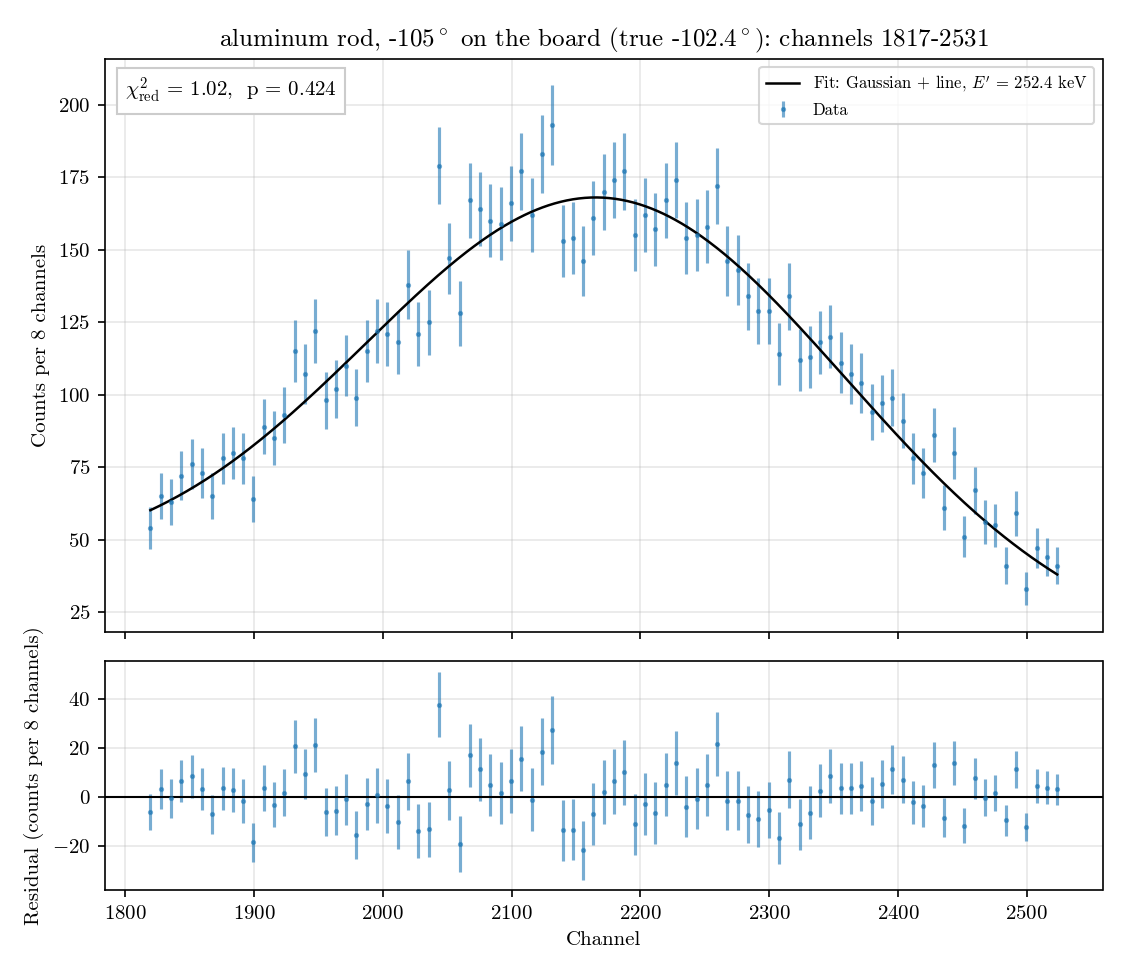 aluminum rod, -105° on the board (true -102.4°): channels 1817-2531
χ²_red = 1.02, p = 0.424
Fit: Gaussian + line, E′ = 252.4 keV
Data
Counts per 8 channels
200
175
150
125
100
75
50
25
Residual (counts per 8 channels)
40
20
0
−20
1800 1900 2000 2100 2200 2300 2400 2500
Channel